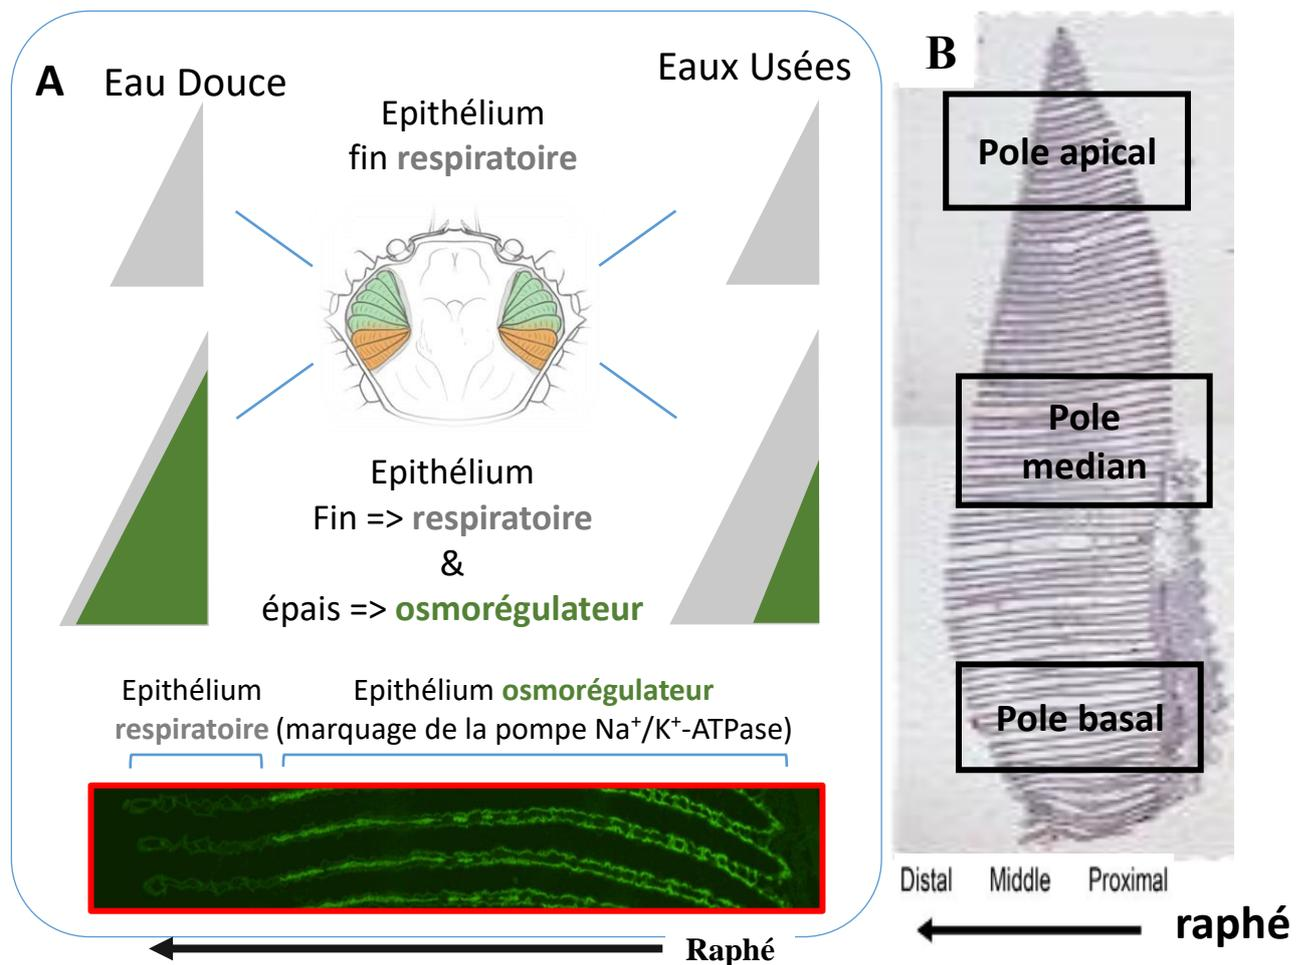 A
Eau Douce
Eaux Usées
Epithélium
fin respiratoire
Epithélium
Fin => respiratoire
&
épais => osmorégulateur
Epithélium
respiratoire
Epithélium osmorégulateur
(marquage de la pompe Na⁺/K⁺-ATPase)
Raphé
B
Pole apical
Pole
median
Pole basal
Distal Middle Proximal
raphé